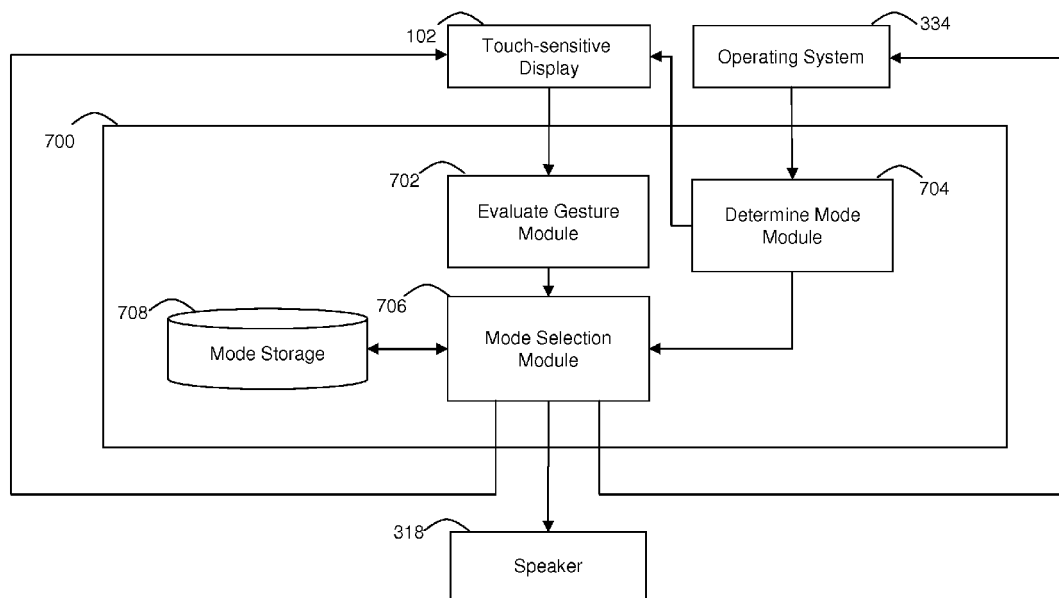 102
Touch-sensitive
Display
334
Operating System
700
702
Evaluate Gesture
Module
704
Determine Mode
Module
708
Mode Storage
706
Mode Selection
Module
318
Speaker